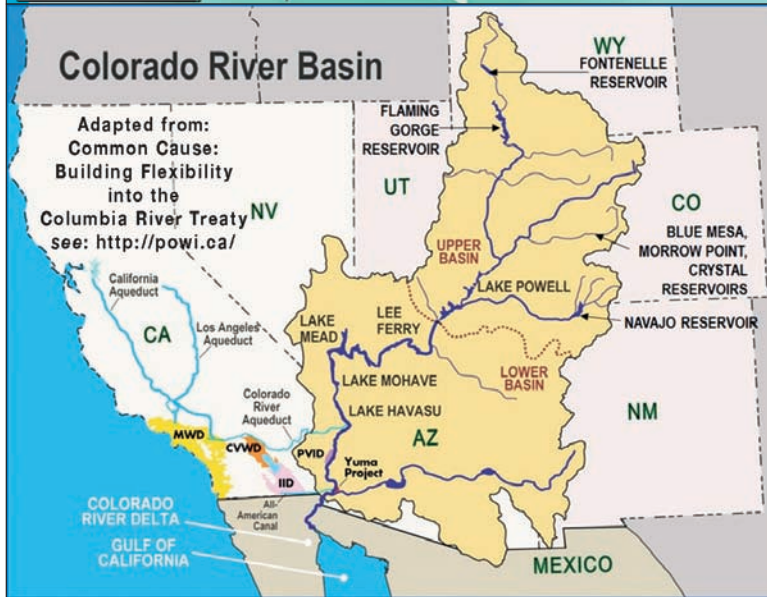 Colorado River Basin
Adapted from:
Common Cause:
Building Flexibility
into the
Columbia River Treaty
see: http://powi.ca/
WY
FONTENELLE
RESERVOIR
FLAMING
GORGE
RESERVOIR
UT
NV
CO
BLUE MESA,
MORROW POINT,
CRYSTAL
RESERVOIRS
UPPER
BASIN
LAKE POWELL
NAVAJO RESERVOIR
LEE
FERRY
LAKE
MEAD
LOWER
BASIN
California
Aqueduct
CA
Los Angeles
Aqueduct
LAKE MOHAVE
Colorado
River
Aqueduct
LAKE HAVASU
NM
AZ
MWD
CVWD
PVID
Yuma
Project
IID
All-
American
Canal
COLORADO
RIVER DELTA
GULF OF
CALIFORNIA
MEXICO